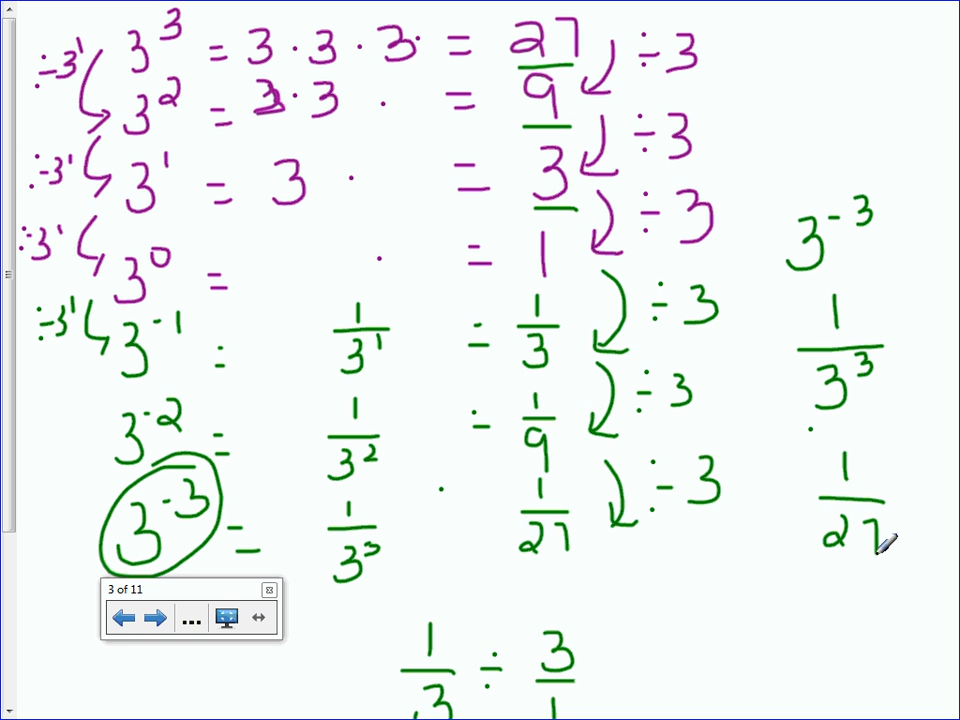 ÷3¹ 3³ = 3 · 3 · 3 · = 27 ÷3
3² = 3 · 3 · = 9 ÷3
÷3¹ 3¹ = 3 · = 3 ÷3
÷3¹ 3⁰ = · = 1
3⁻³
÷3¹ 3⁻¹ = 1/3¹ = 1/3 ÷3
1/3³
3⁻² = 1/3² = 1/9 ÷3
3⁻³ = 1/3³ · 1/27 ÷3
1/27
3 of 11
...
1/3 ÷ 3/1